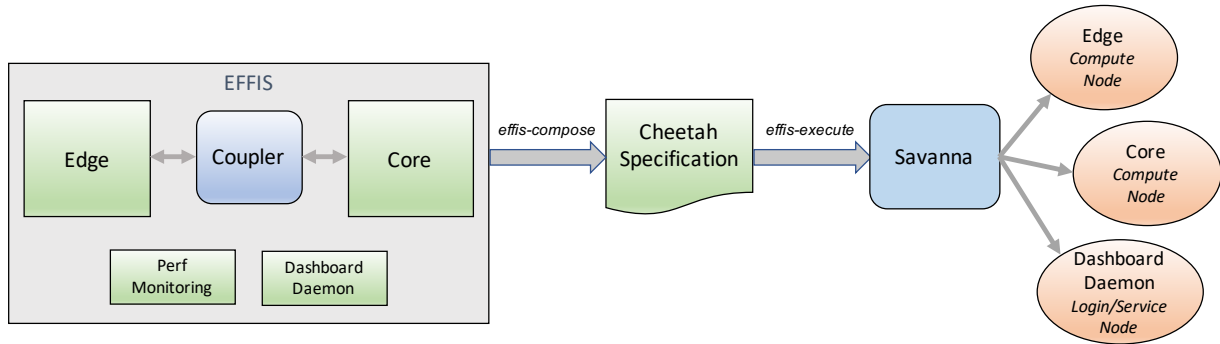 EFFIS
Edge
Coupler
Core
Perf
Monitoring
Dashboard
Daemon
effis-compose
Cheetah
Specification
effis-execute
Savanna
Edge
Compute
Node
Core
Compute
Node
Dashboard
Daemon
Login/Service
Node